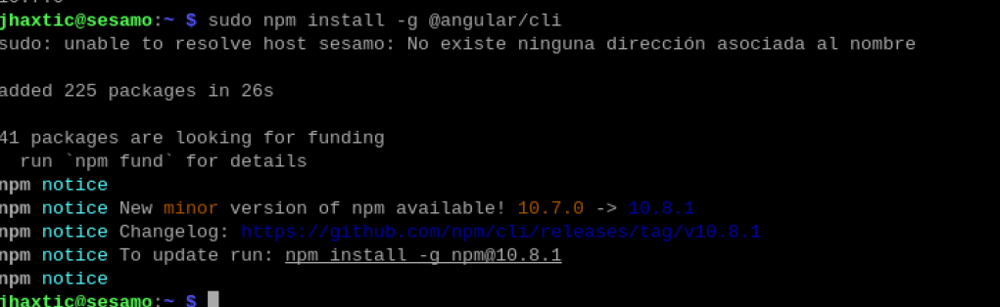 jhaxtic@sesamo:~ $ sudo npm install -g @angular/cli
sudo: unable to resolve host sesamo: No existe ninguna dirección asociada al nombre
added 225 packages in 26s
41 packages are looking for funding
run `npm fund` for details
npm notice
npm notice New minor version of npm available! 10.7.0 -> 10.8.1
npm notice Changelog: https://github.com/npm/cli/releases/tag/v10.8.1
npm notice To update run: npm install -g npm@10.8.1
npm notice
jhaxtic@sesamo:~ $